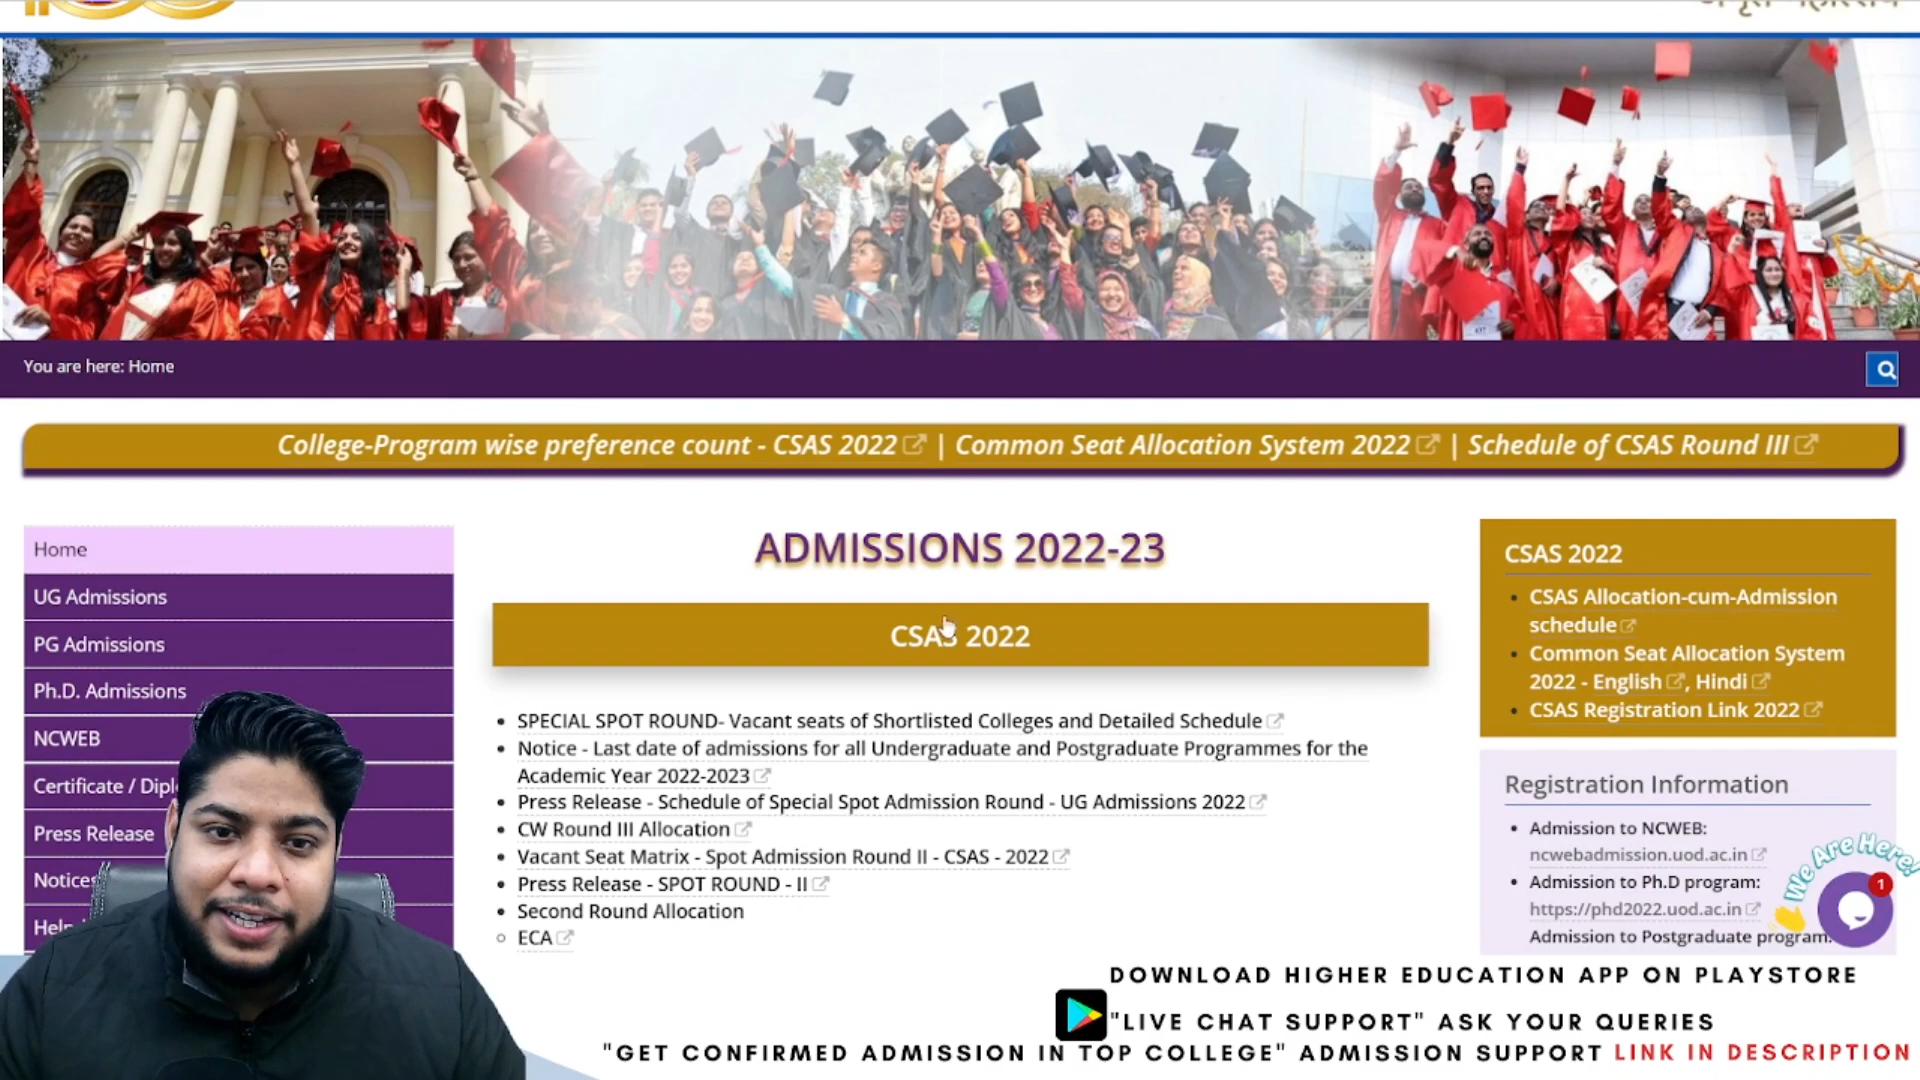 You are here: Home
College-Program wise preference count - CSAS 2022 | Common Seat Allocation System 2022 | Schedule of CSAS Round III
Home
UG Admissions
PG Admissions
Ph.D. Admissions
NCWEB
Certificate / Dipl
Press Release
Notices
Help
ADMISSIONS 2022-23
CSAS 2022
SPECIAL SPOT ROUND- Vacant seats of Shortlisted Colleges and Detailed Schedule
Notice - Last date of admissions for all Undergraduate and Postgraduate Programmes for the
Academic Year 2022-2023
Press Release - Schedule of Special Spot Admission Round - UG Admissions 2022
CW Round III Allocation
Vacant Seat Matrix - Spot Admission Round II - CSAS - 2022
Press Release - SPOT ROUND - II
Second Round Allocation
ECA
CSAS 2022
CSAS Allocation-cum-Admission
schedule
Common Seat Allocation System
2022 - English, Hindi
CSAS Registration Link 2022
Registration Information
Admission to NCWEB:
ncwebadmission.uod.ac.in
Admission to Ph.D program:
https://phd2022.uod.ac.in
Admission to Postgraduate program:
We Are Here!
1
DOWNLOAD HIGHER EDUCATION APP ON PLAYSTORE
"LIVE CHAT SUPPORT" ASK YOUR QUERIES
"GET CONFIRMED ADMISSION IN TOP COLLEGE" ADMISSION SUPPORT LINK IN DESCRIPTION